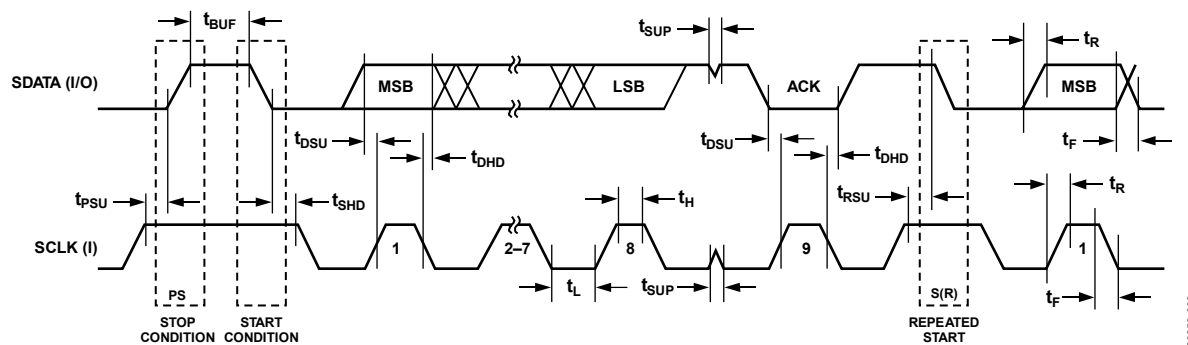 tBUF
tSUP
tR
SDATA (I/O)
MSB
LSB
ACK
MSB
tDSU
tDHD
tDSU
tDHD
tF
tPSU
tSHD
tH
tRSU
tR
SCLK (I)
1
2–7
8
9
1
PS
tL
tSUP
S(R)
tF
STOP
CONDITION
START
CONDITION
REPEATED
START